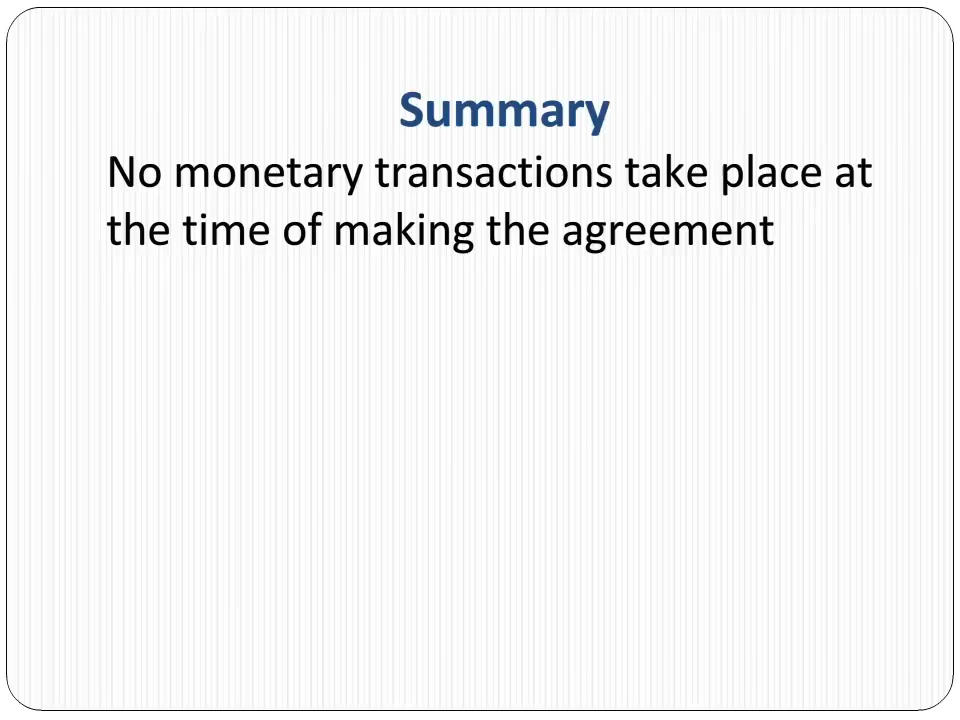 Summary
No monetary transactions take place at
the time of making the agreement